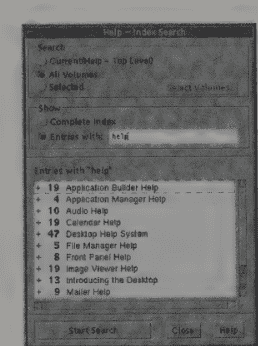 Help - Index Search
Search
Current Help - Top Level
All Volumes
Selected Select Volumes...
Show
Complete Index
Entries with: help
Entries with "help"
+ 19 Application Builder Help
+ 4 Application Manager Help
+ 10 Audio Help
+ 19 Calendar Help
+ 47 Desktop Help System
+ 5 File Manager Help
+ 8 Front Panel Help
+ 19 Image Viewer Help
+ 13 Introducing the Desktop
+ 9 Mailer Help
Start Search Close Help